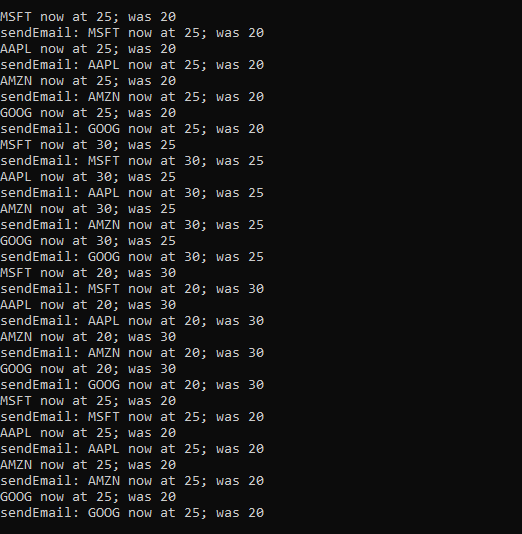 MSFT now at 25; was 20
sendEmail: MSFT now at 25; was 20
AAPL now at 25; was 20
sendEmail: AAPL now at 25; was 20
AMZN now at 25; was 20
sendEmail: AMZN now at 25; was 20
GOOG now at 25; was 20
sendEmail: GOOG now at 25; was 20
MSFT now at 30; was 25
sendEmail: MSFT now at 30; was 25
AAPL now at 30; was 25
sendEmail: AAPL now at 30; was 25
AMZN now at 30; was 25
sendEmail: AMZN now at 30; was 25
GOOG now at 30; was 25
sendEmail: GOOG now at 30; was 25
MSFT now at 20; was 30
sendEmail: MSFT now at 20; was 30
AAPL now at 20; was 30
sendEmail: AAPL now at 20; was 30
AMZN now at 20; was 30
sendEmail: AMZN now at 20; was 30
GOOG now at 20; was 30
sendEmail: GOOG now at 20; was 30
MSFT now at 25; was 20
sendEmail: MSFT now at 25; was 20
AAPL now at 25; was 20
sendEmail: AAPL now at 25; was 20
AMZN now at 25; was 20
sendEmail: AMZN now at 25; was 20
GOOG now at 25; was 20
sendEmail: GOOG now at 25; was 20